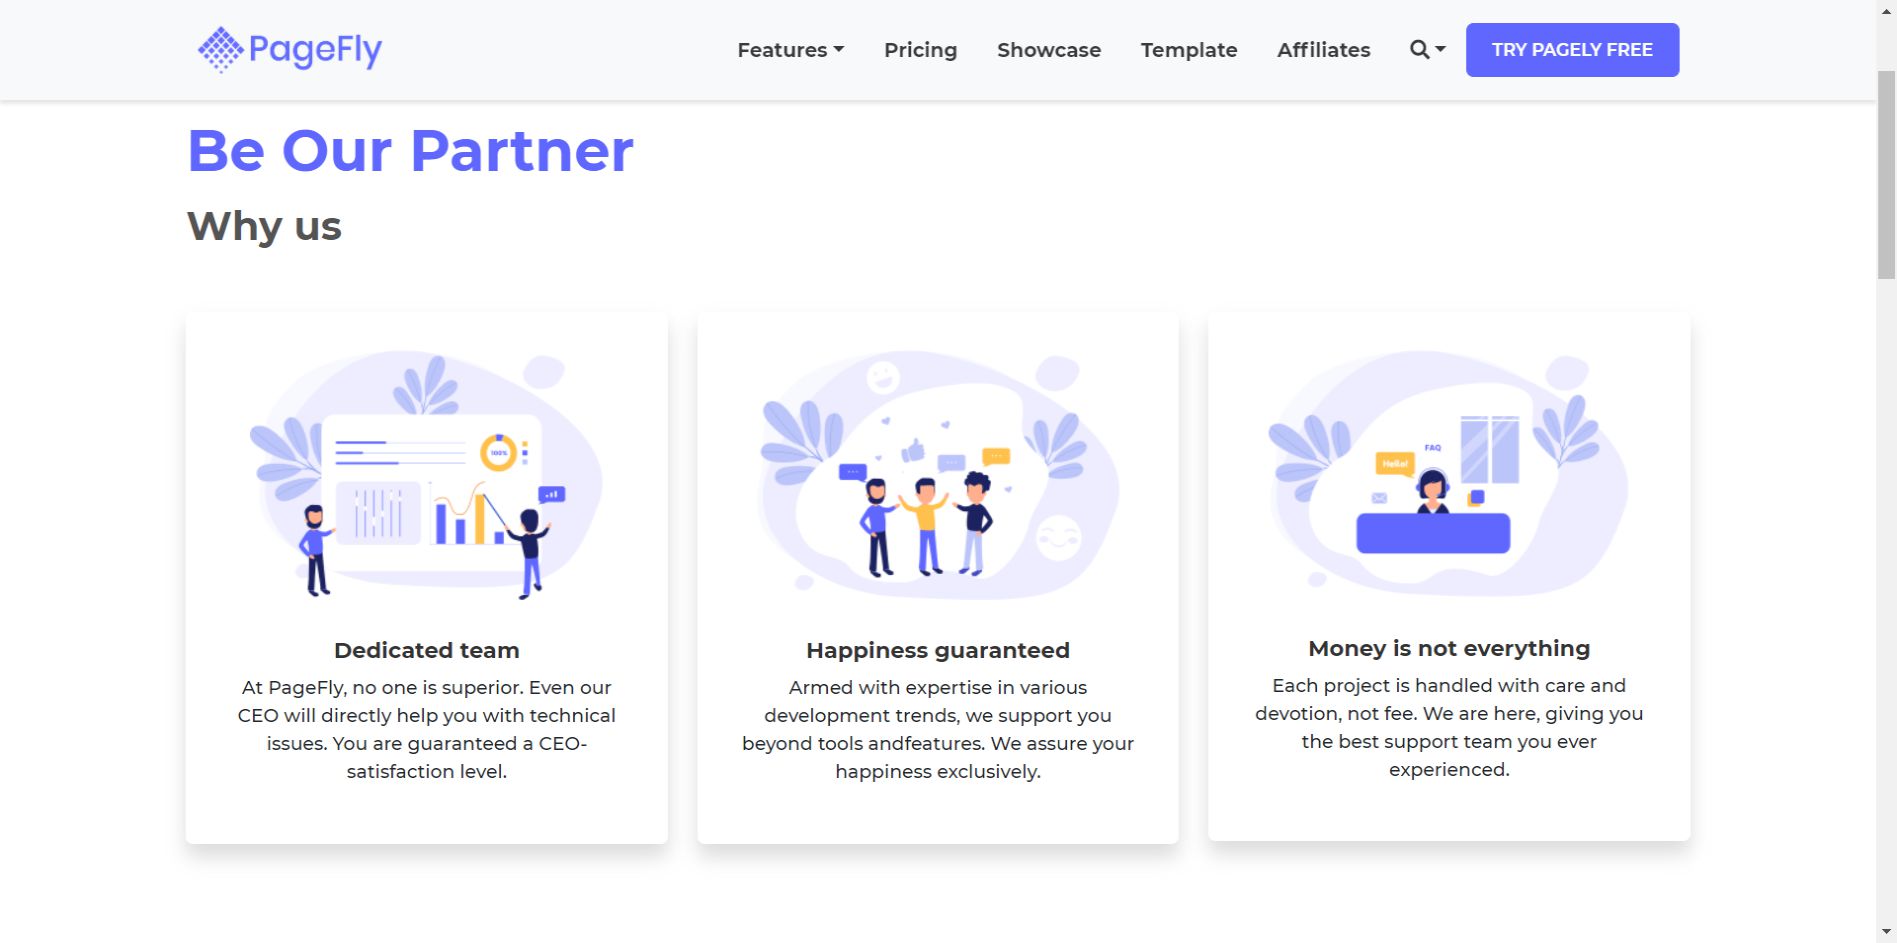 PageFly
Features
Pricing
Showcase
Template
Affiliates
TRY PAGELY FREE
Be Our Partner
Why us
100%
Hello!
FAQ
Dedicated team
At PageFly, no one is superior. Even our
CEO will directly help you with technical
issues. You are guaranteed a CEO-
satisfaction level.
Happiness guaranteed
Armed with expertise in various
development trends, we support you
beyond tools andfeatures. We assure your
happiness exclusively.
Money is not everything
Each project is handled with care and
devotion, not fee. We are here, giving you
the best support team you ever
experienced.